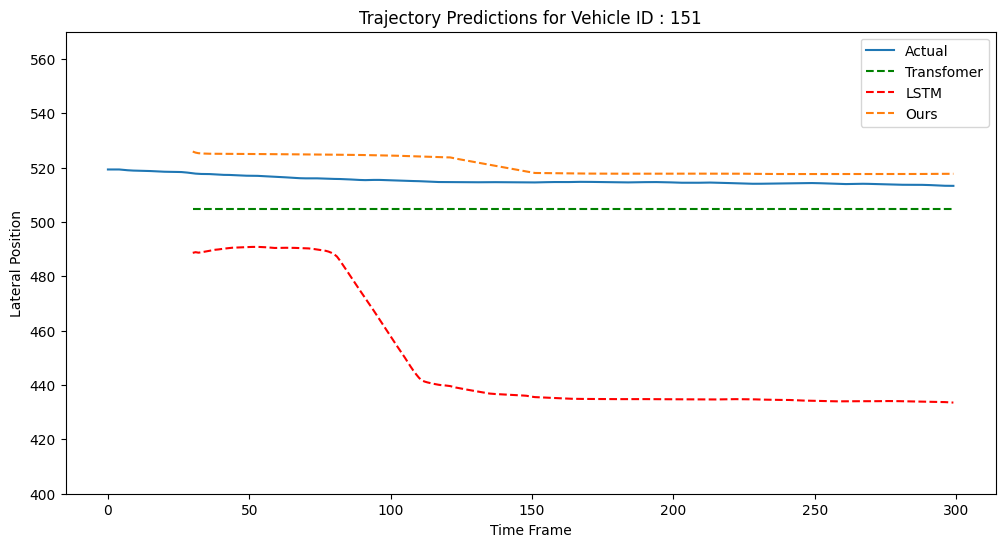 Trajectory Predictions for Vehicle ID : 151
Actual
Transfomer
LSTM
Ours
Lateral Position
560
540
520
500
480
460
440
420
400
0 50 100 150 200 250 300
Time Frame